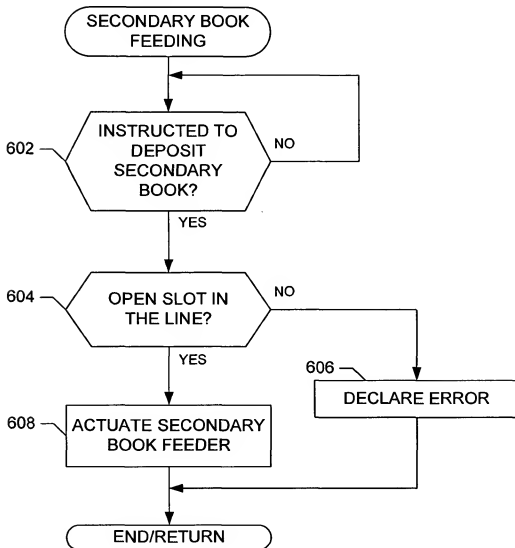 SECONDARY BOOK
FEEDING
602
INSTRUCTED TO
DEPOSIT
SECONDARY
BOOK?
NO
YES
604
OPEN SLOT IN
THE LINE?
NO
YES
606
DECLARE ERROR
608
ACTUATE SECONDARY
BOOK FEEDER
END/RETURN